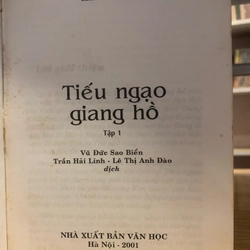 Tiếu ngạo
giang hồ
Tập 1
Vũ Đức Sao Biển
Trần Hải Linh - Lê Thị Anh Đào
dịch
NHÀ XUẤT BẢN VĂN HỌC
Hà Nội - 2001